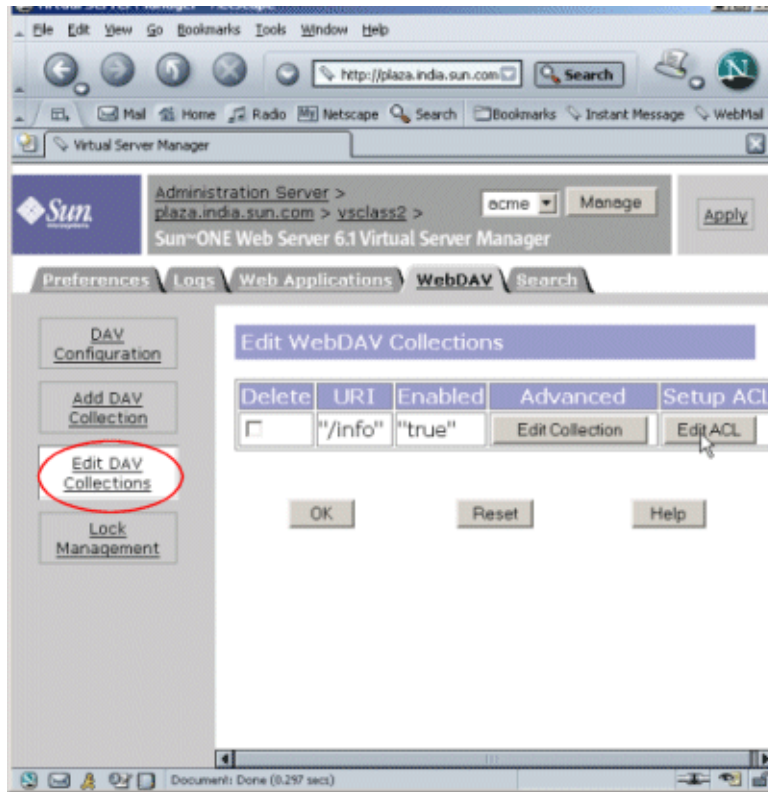 File Edit View Go Bookmarks Tools Window Help
http://plaza.india.sun.com Search N
Mail Home Radio My Netscape Search Bookmarks Instant Message WebMail
Virtual Server Manager
Sun microsystems
Administration Server >
plaza.india.sun.com > vsclass2 >
acme Manage
Apply
Sun ONE Web Server 6.1 Virtual Server Manager
Preferences Logs Web Applications WebDAV Search
DAV
Configuration
Add DAV
Collection
Edit DAV
Collections
Lock
Management
Edit WebDAV Collections
Delete URI Enabled Advanced Setup ACL
"/info" "true" Edit Collection Edit ACL
OK Reset Help
Document: Done (0.297 secs)